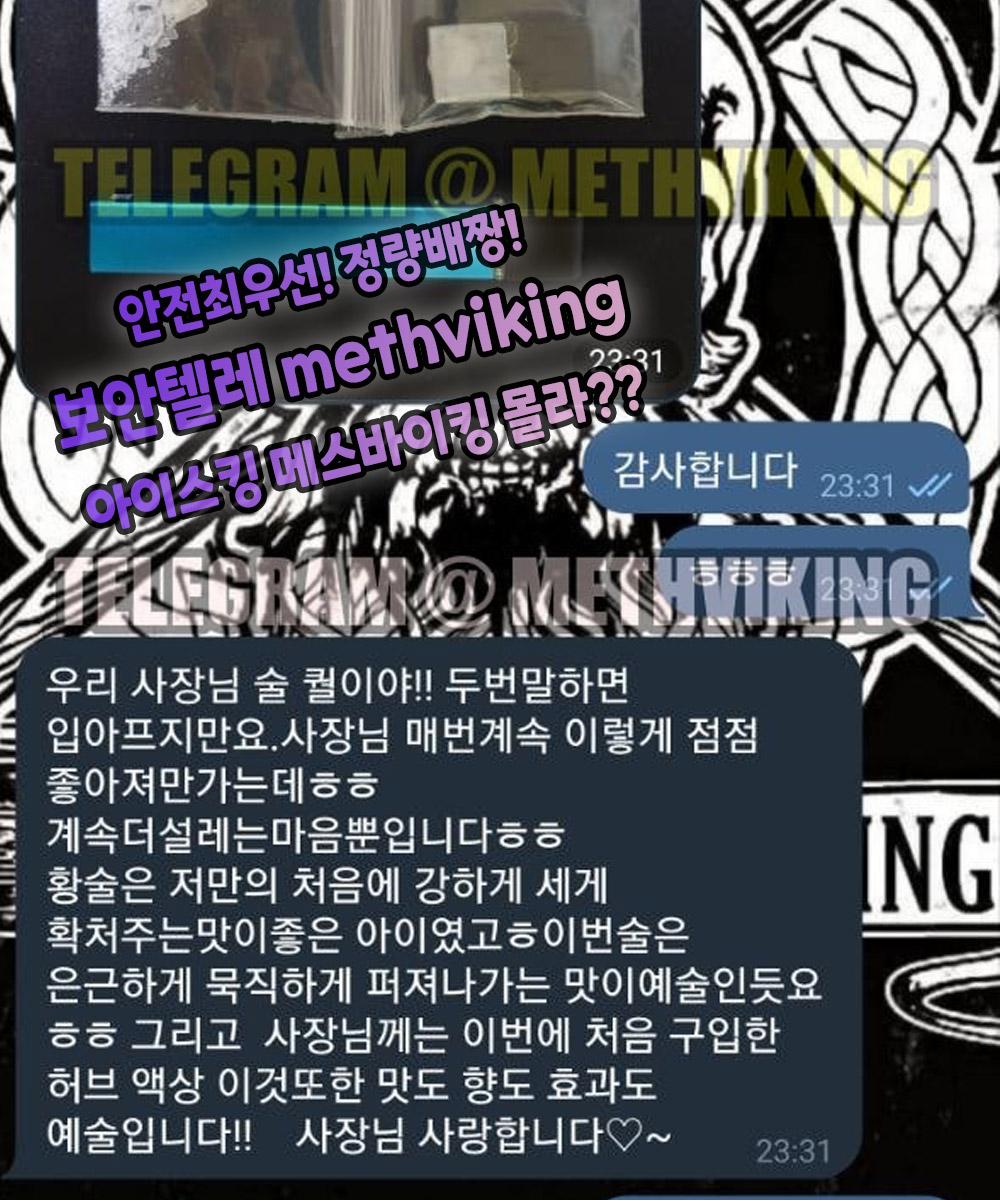 TELEGRAM @ METHVIKING
안전최우선! 정량배짱!
보안텔레 methviking
23:31
아이스킹 메스바이킹 몰라??
감사합니다 23:31
TELEGRAM @ METHVIKING
ㅎㅎㅎ 23:31
우리 사장님 술 퀄이야!! 두번말하면
입아프지만요.사장님 매번계속 이렇게 점점
좋아져만가는데ㅎㅎ
계속더설레는마음뿐입니다ㅎㅎ
황술은 저만의 처음에 강하게 세게
확처주는맛이좋은 아이였고ㅎ이번술은
은근하게 묵직하게 퍼져나가는 맛이예술인듯요
ㅎㅎ 그리고 사장님께는 이번에 처음 구입한
허브 액상 이것또한 맛도 향도 효과도
예술입니다!! 사장님 사랑합니다♡~
23:31
ING